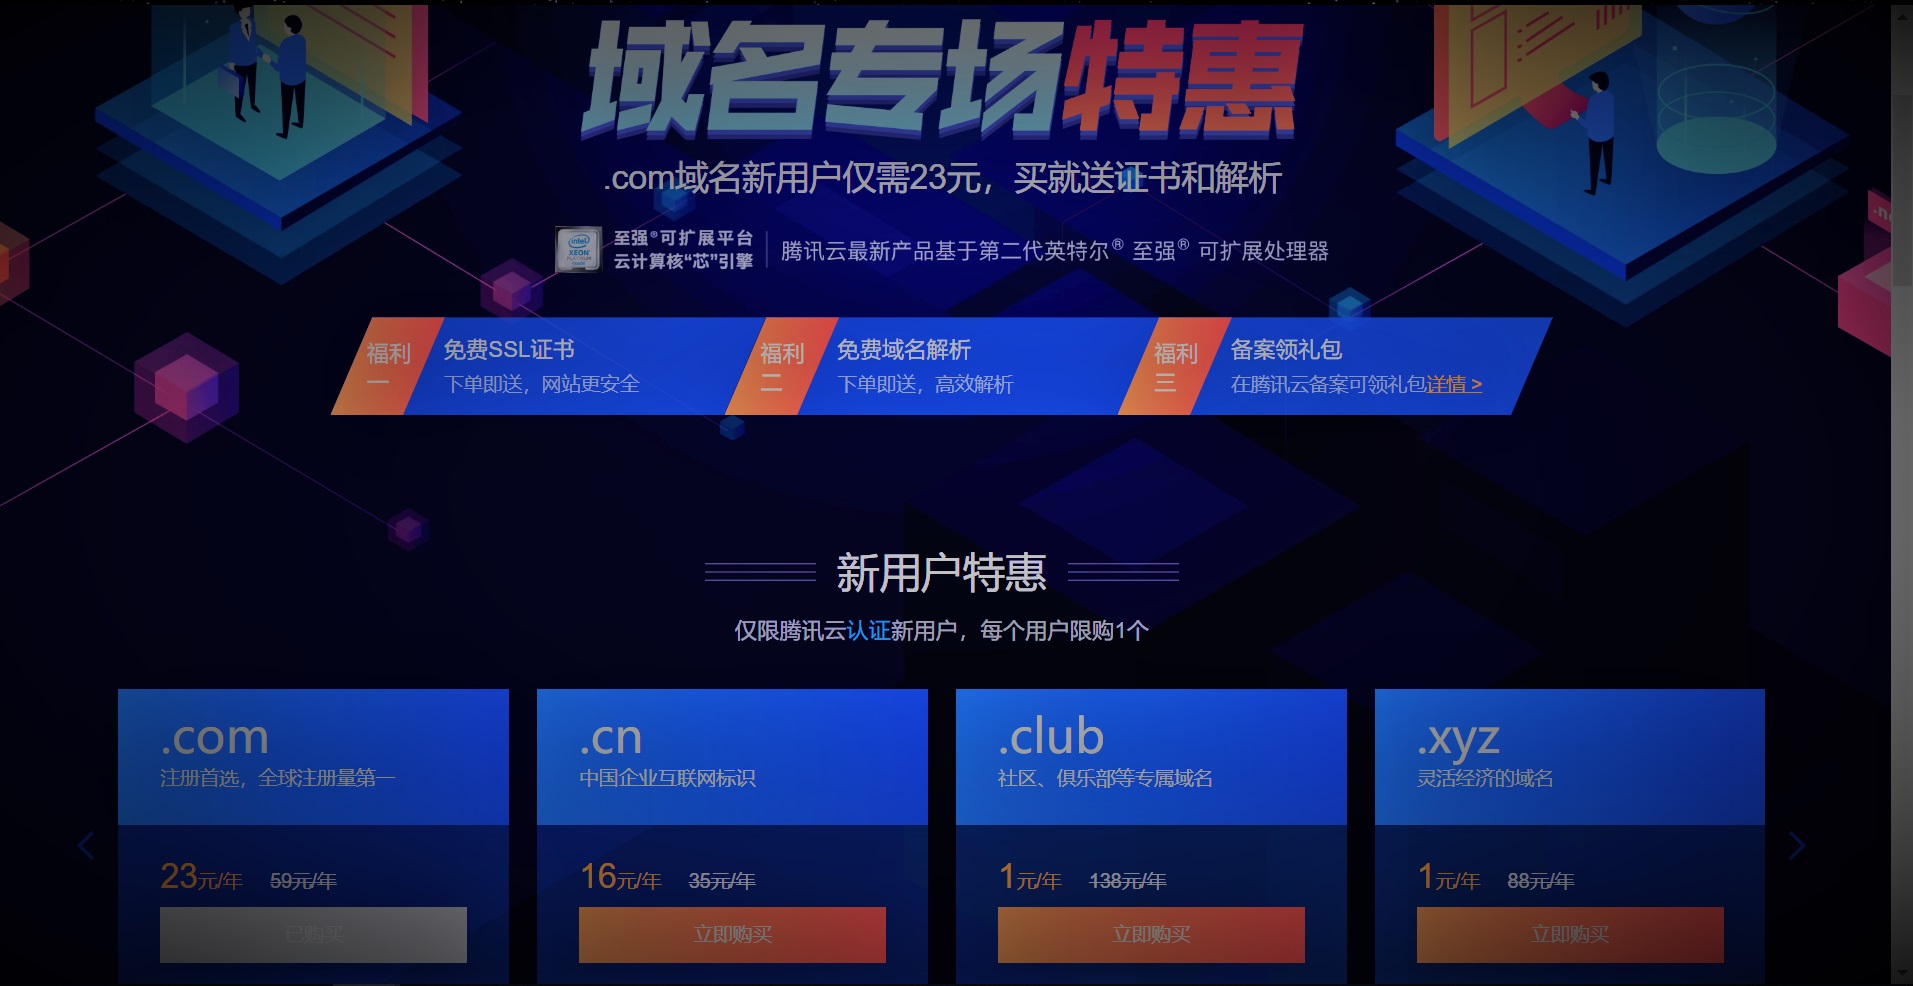 域名专场特惠
.com域名新用户仅需23元，买就送证书和解析
intel XEON PLATINUM inside
至强®可扩展平台
云计算核“芯”引擎
腾讯云最新产品基于第二代英特尔® 至强® 可扩展处理器
福利一
免费SSL证书
下单即送，网站更安全
福利二
免费域名解析
下单即送，高效解析
福利三
备案领礼包
在腾讯云备案可领礼包详情 >
新用户特惠
仅限腾讯云认证新用户，每个用户限购1个
.com
注册首选，全球注册量第一
23元/年 59元/年
已购买
.cn
中国企业互联网标识
16元/年 35元/年
立即购买
.club
社区、俱乐部等专属域名
1元/年 138元/年
立即购买
.xyz
灵活经济的域名
1元/年 88元/年
立即购买